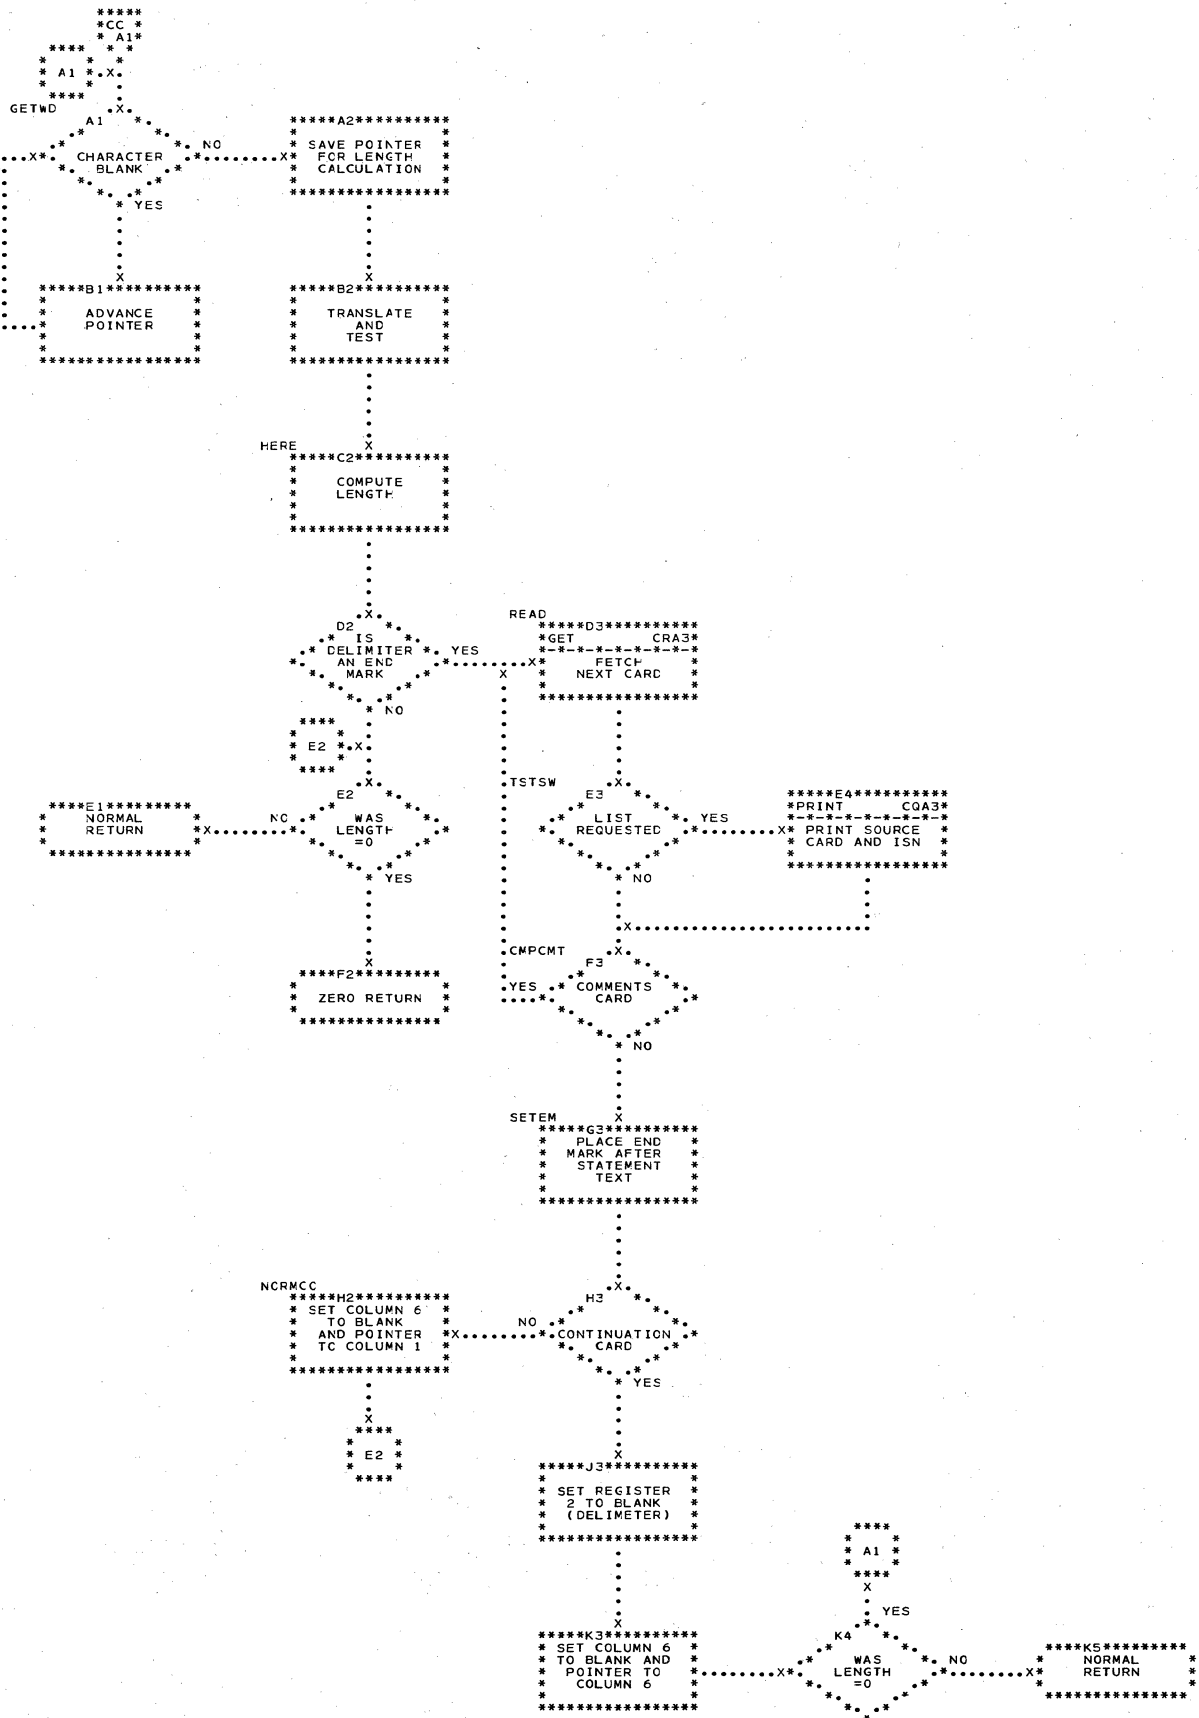 CC
A1
A1
GETWD
A1
CHARACTER
BLANK
NO
YES
A2
SAVE POINTER
FOR LENGTH
CALCULATION
B1
ADVANCE
POINTER
B2
TRANSLATE
AND
TEST
HERE
C2
COMPUTE
LENGTH
D2
IS
DELIMITER
AN END
MARK
YES
NO
READ
D3
GET CRA3
FETCH
NEXT CARD
E2
E1
NORMAL
RETURN
NO
E2
WAS
LENGTH
=0
YES
TSTSW
E3
LIST
REQUESTED
YES
NO
E4
PRINT CQA3
PRINT SOURCE
CARD AND ISN
F2
ZERO RETURN
CMPCMT
F3
COMMENTS
CARD
YES
NO
SETEM
G3
PLACE END
MARK AFTER
STATEMENT
TEXT
NCRMCC
H2
SET COLUMN 6
TO BLANK
AND POINTER
TC COLUMN 1
NO
H3
CONTINUATION
CARD
YES
E2
J3
SET REGISTER
2 TO BLANK
(DELIMETER)
A1
YES
K3
SET COLUMN 6
TO BLANK AND
POINTER TO
COLUMN 6
K4
WAS
LENGTH
=0
NO
K5
NORMAL
RETURN